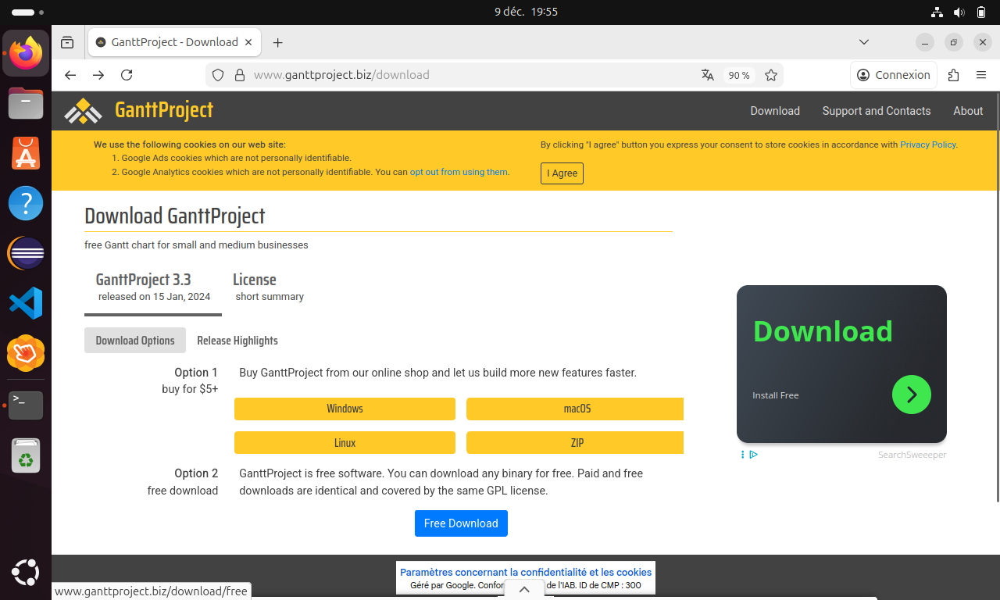 9 déc. 19:55
GanttProject - Download
www.ganttproject.biz/download
90 %
Connexion
GanttProject
Download
Support and Contacts
About
We use the following cookies on our web site:
1. Google Ads cookies which are not personally identifiable.
2. Google Analytics cookies which are not personally identifiable. You can opt out from using them.
By clicking "I agree" button you express your consent to store cookies in accordance with Privacy Policy.
I Agree
Download GanttProject
free Gantt chart for small and medium businesses
GanttProject 3.3
released on 15 Jan, 2024
License
short summary
Download Options
Release Highlights
Option 1
buy for $5+
Buy GanttProject from our online shop and let us build more new features faster.
Windows
macOS
Linux
ZIP
Option 2
free download
GanttProject is free software. You can download any binary for free. Paid and free
downloads are identical and covered by the same GPL license.
Free Download
Download
Install Free
SearchSweeeper
Paramètres concernant la confidentialité et les cookies
Géré par Google. Confor de l'IAB. ID de CMP : 300
www.ganttproject.biz/download/free